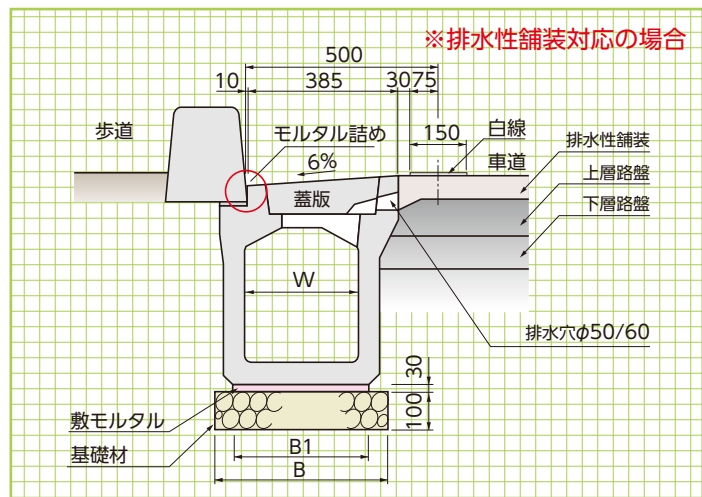 ※排水性舗装対応の場合
500
10 385 30 75
歩道
モルタル詰め
150
白線
6%
車道
排水性舗装
上層路盤
蓋版
下層路盤
W
排水穴φ50/60
30
100
敷モルタル
基礎材
B1
B